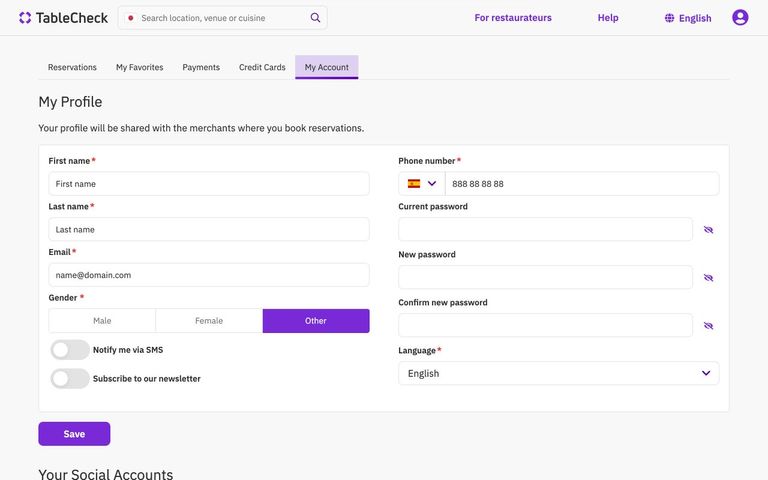 TableCheck
Search location, venue or cuisine
For restaurateurs
Help
English
Reservations
My Favorites
Payments
Credit Cards
My Account
My Profile
Your profile will be shared with the merchants where you book reservations.
First name*
First name
Last name*
Last name
Email*
name@domain.com
Gender *
Male
Female
Other
Notify me via SMS
Subscribe to our newsletter
Phone number*
888 88 88 88
Current password
New password
Confirm new password
Language*
English
Save
Your Social Accounts